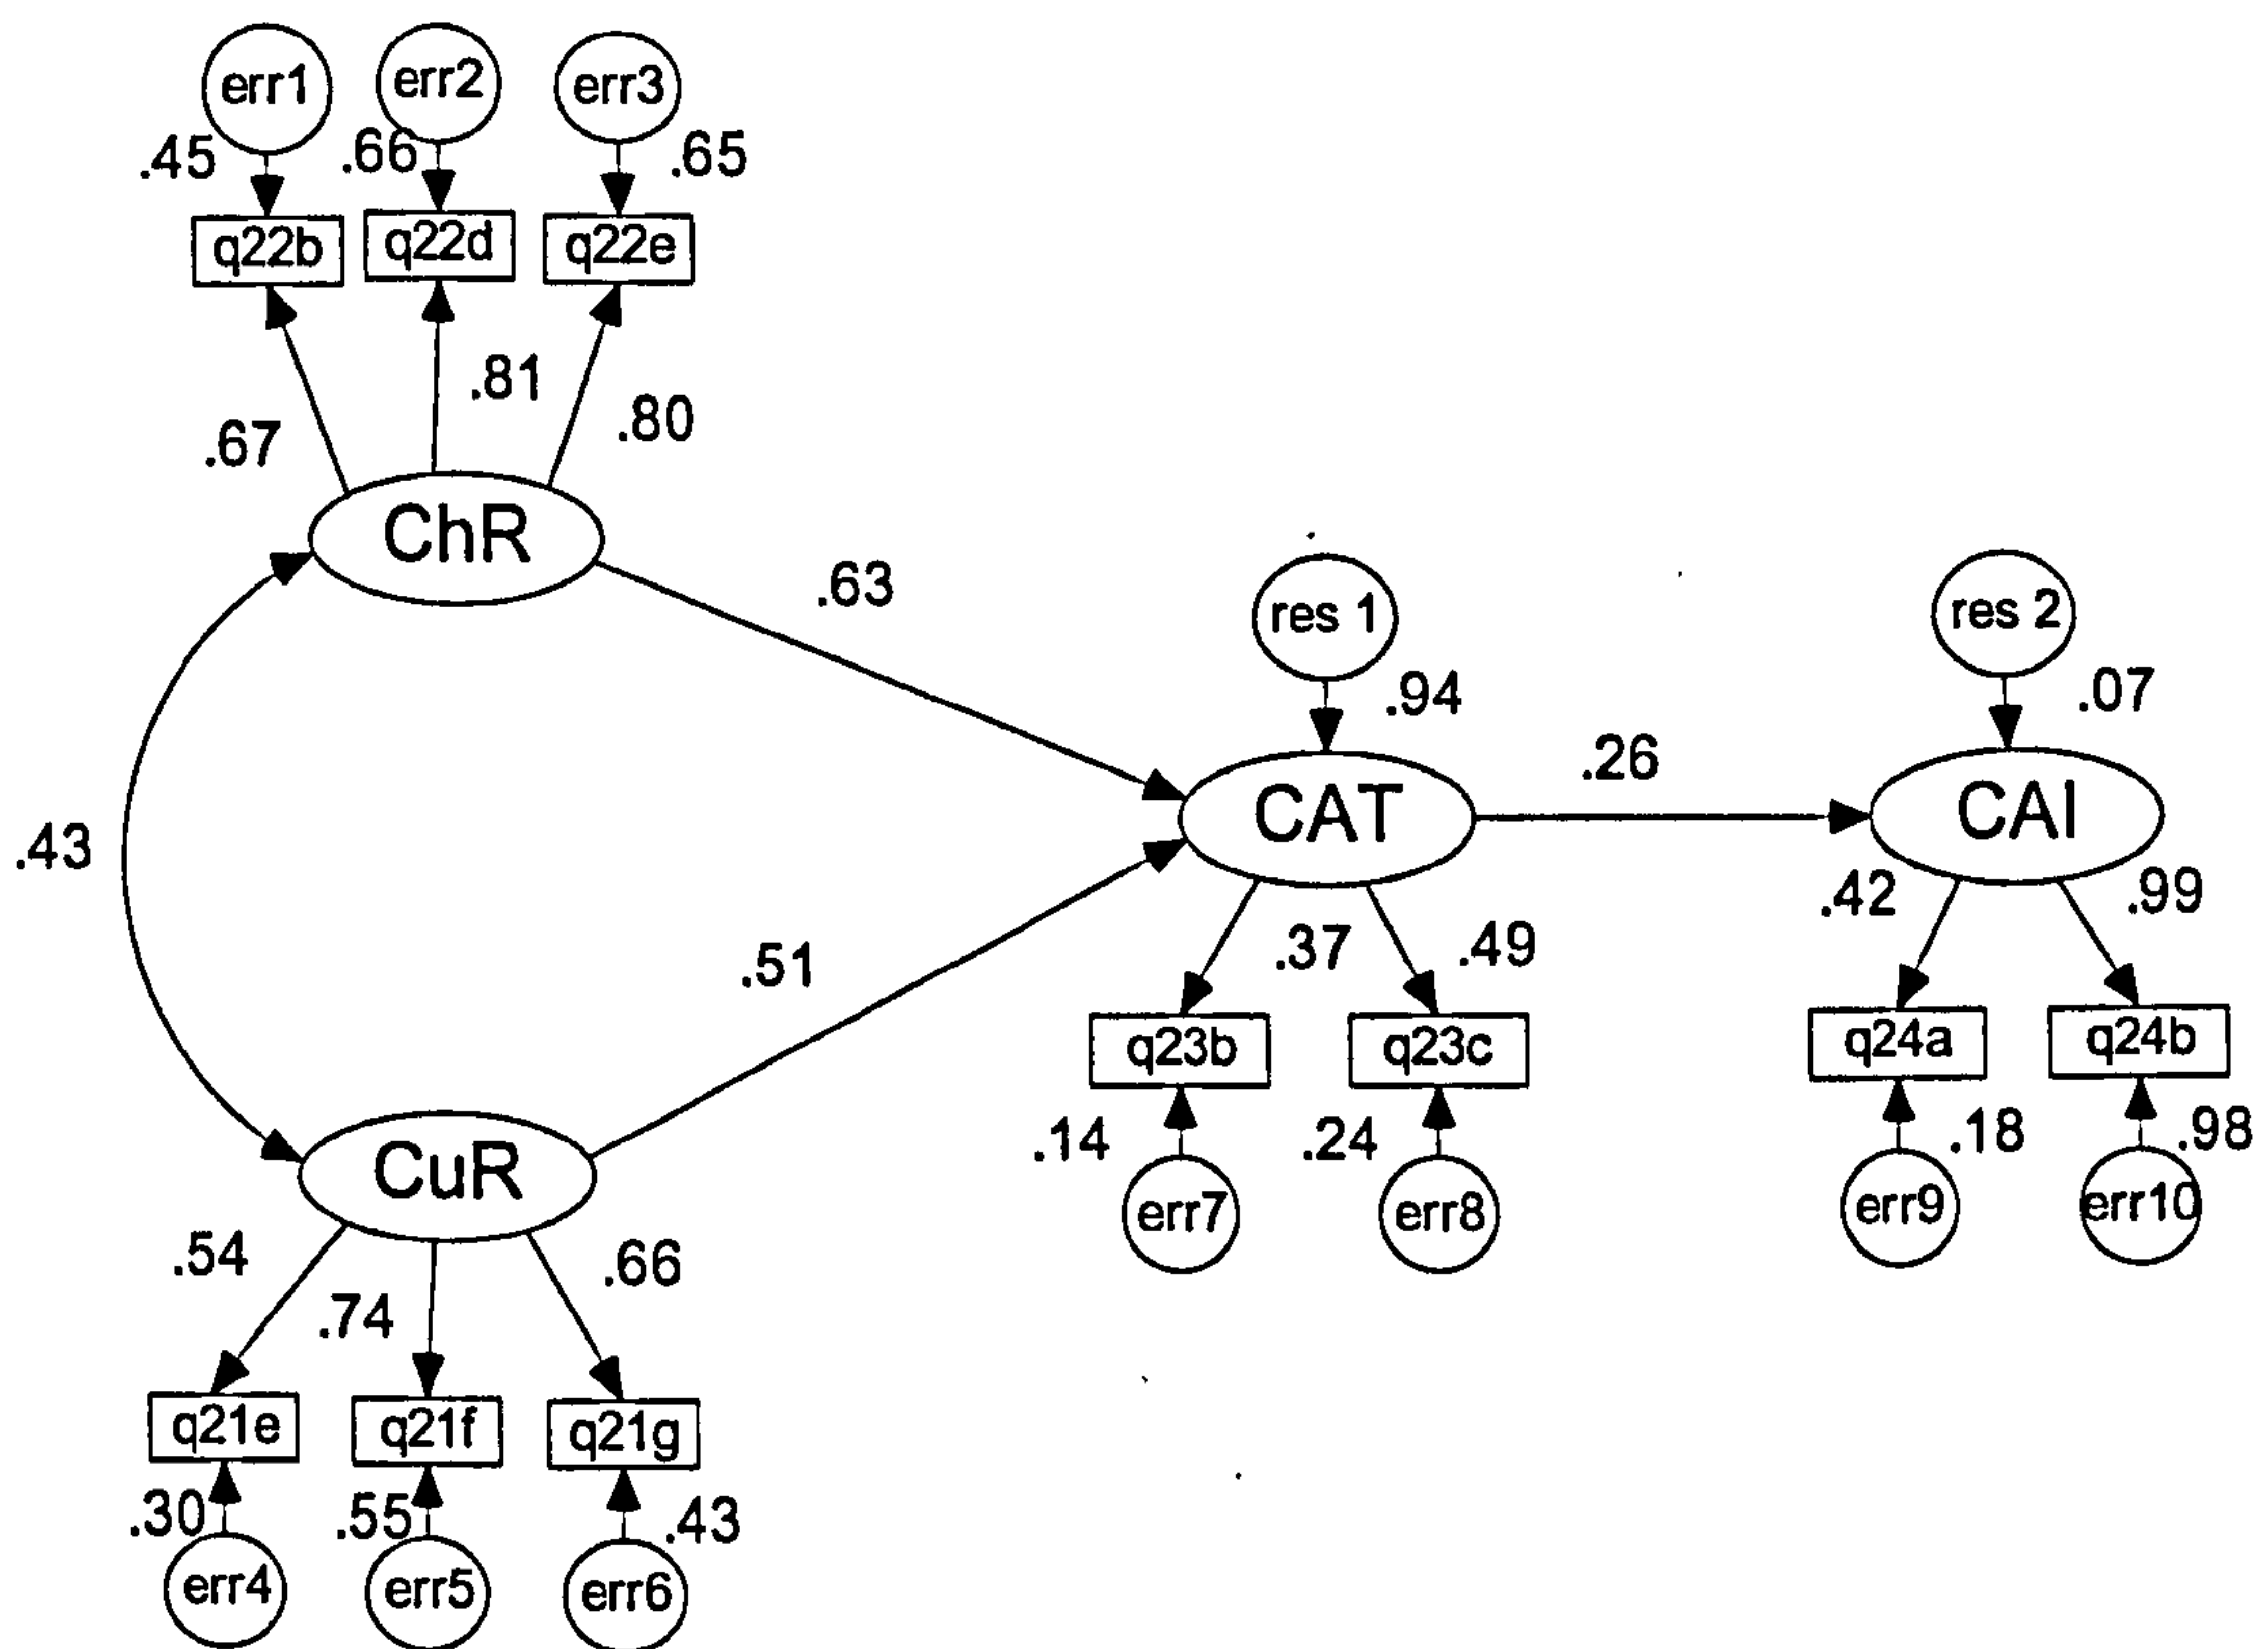 err1 err2 err3
.45 .66 .65
q22b q22d q22e
.67 .81 .80
ChR
.63
.43
res 1 res 2
.94 .07
.26
CAT CAI
.51
.37 .49 .42 .99
q23b q23c q24a q24b
.14 .24 .18 .98
err7 err8 err9 err10
CuR
.54 .74 .66
q21e q21f q21g
.30 .55 .43
err4 err5 err6